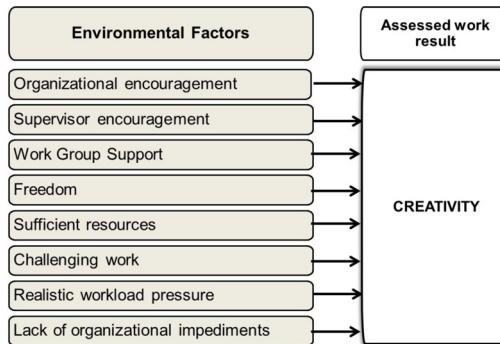 Environmental Factors
Assessed work
result
Organizational encouragement
Supervisor encouragement
Work Group Support
Freedom
Sufficient resources
Challenging work
Realistic workload pressure
Lack of organizational impediments
CREATIVITY